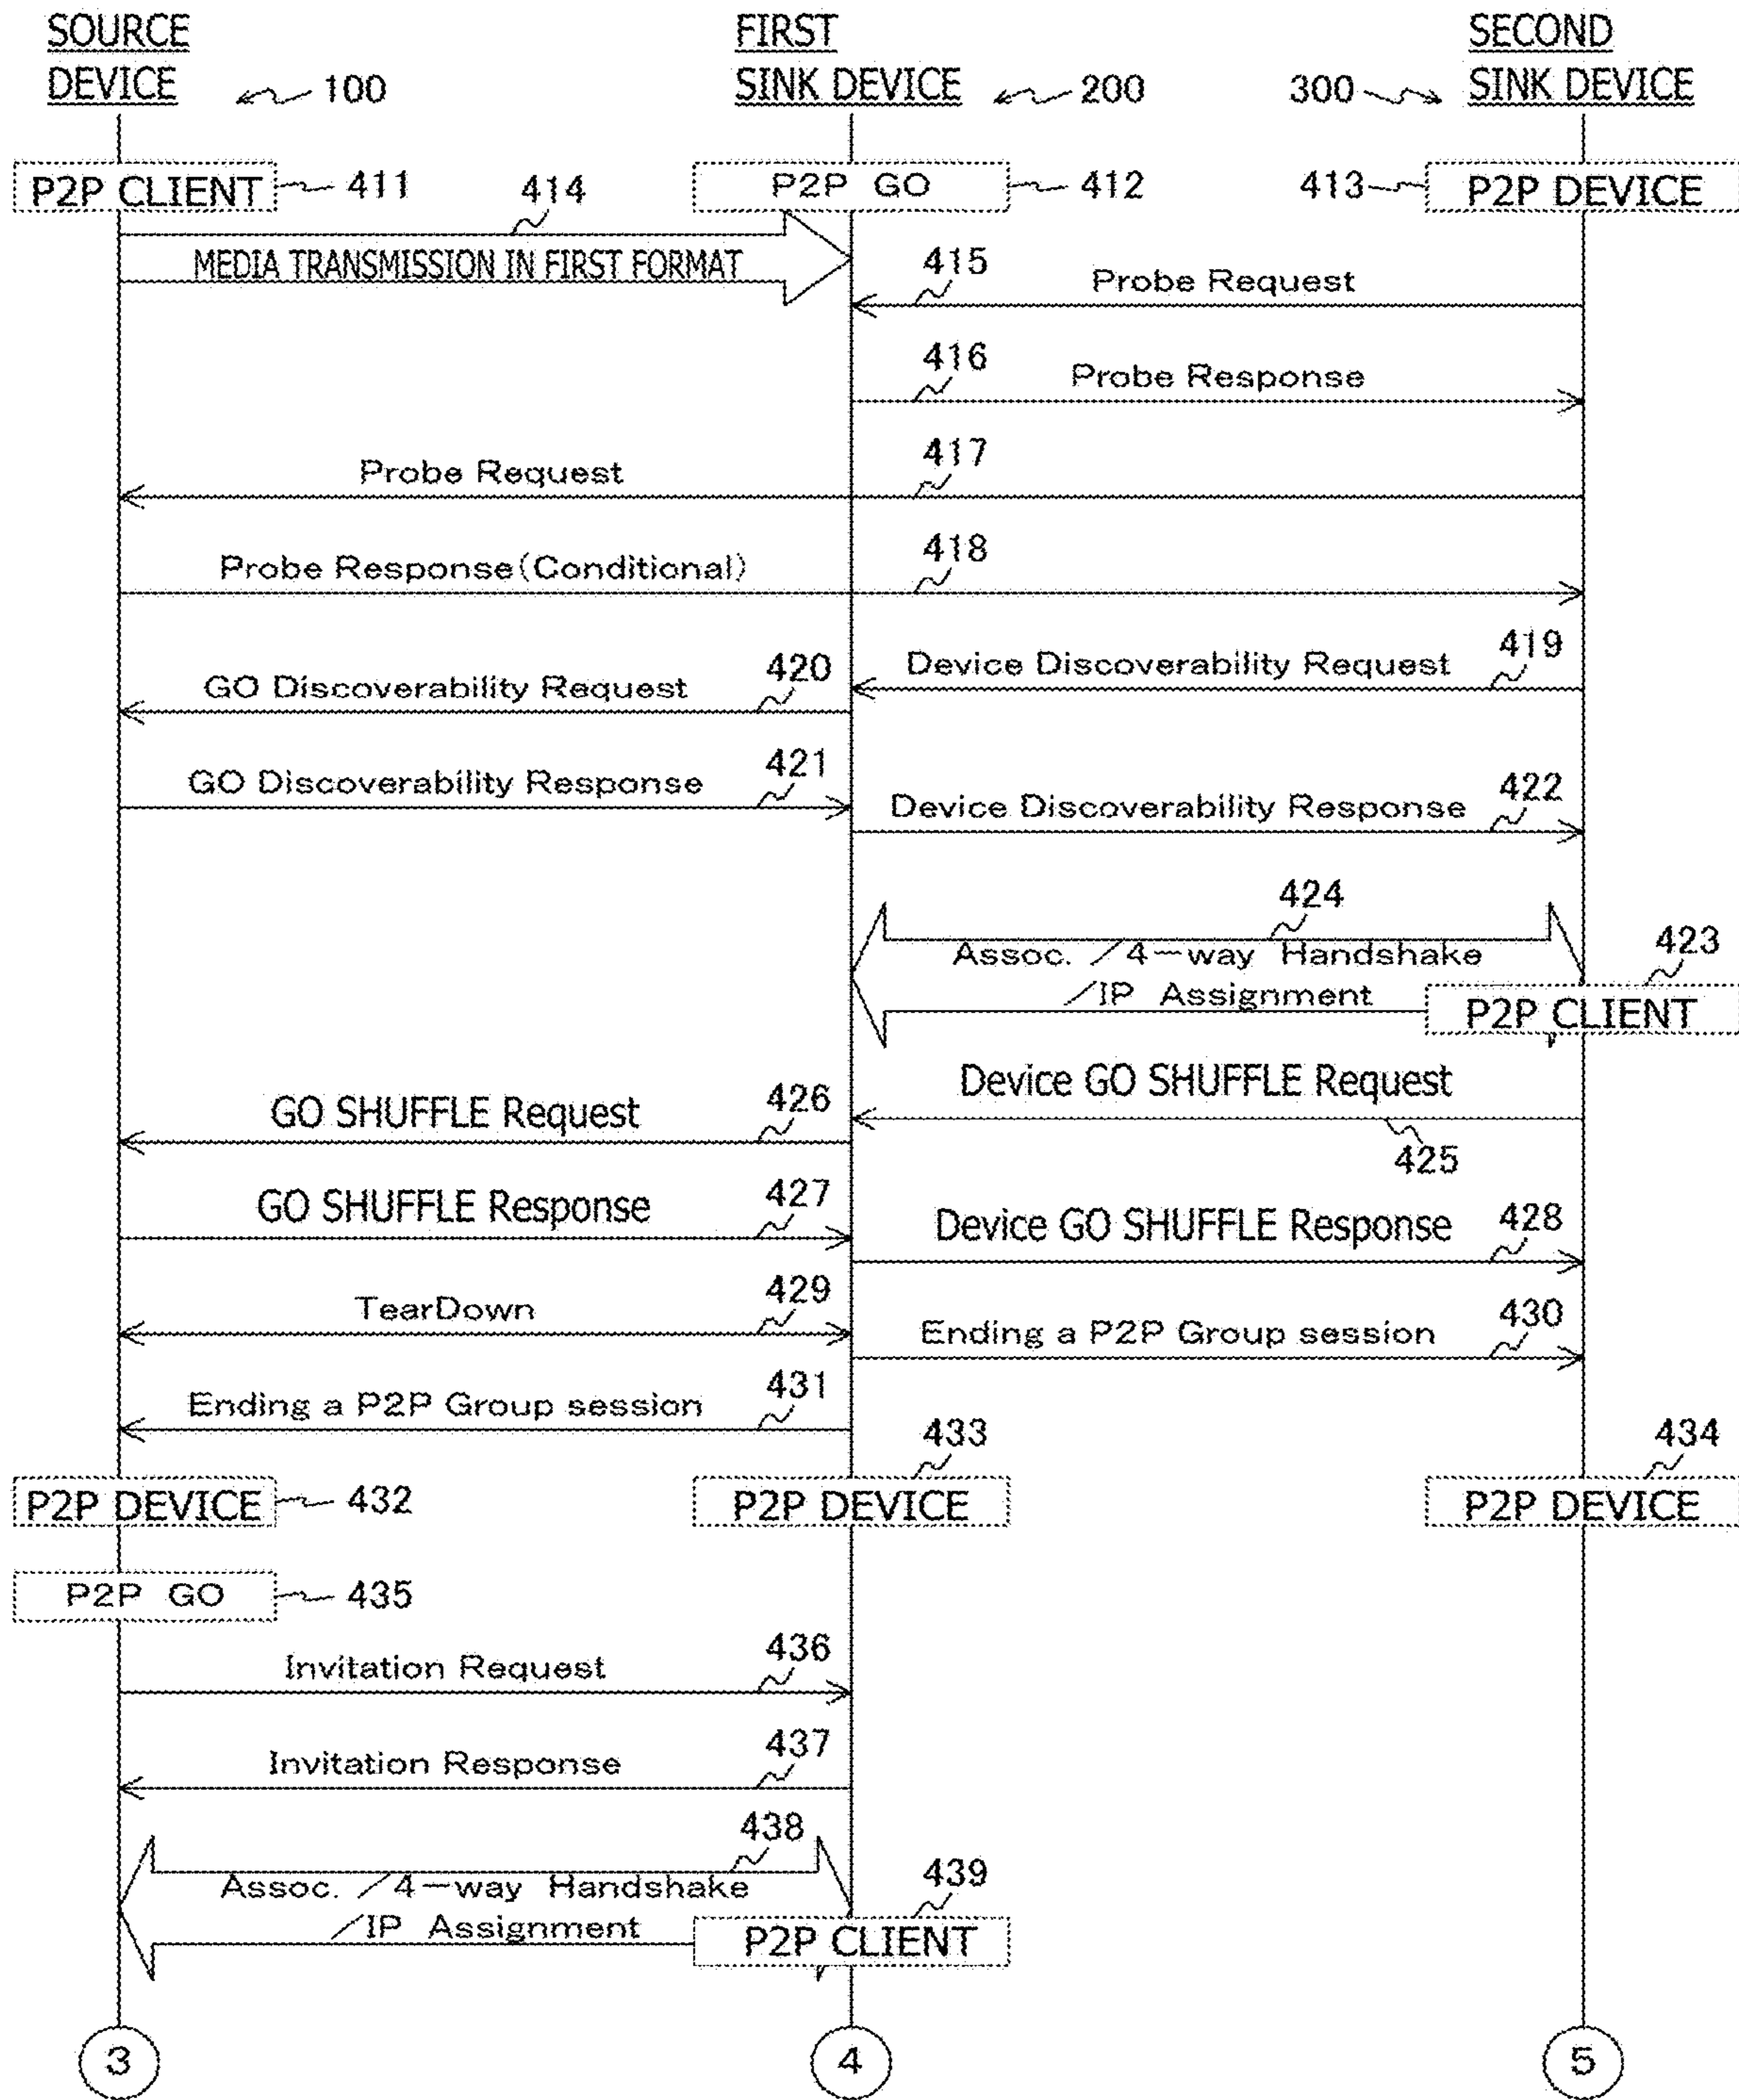 SOURCE
DEVICE
100
FIRST
SINK DEVICE
200
300
SECOND
SINK DEVICE
P2P CLIENT
411
414
P2P GO
412
413
P2P DEVICE
MEDIA TRANSMISSION IN FIRST FORMAT
415
Probe Request
416
Probe Response
Probe Request
417
Probe Response(Conditional)
418
Device Discoverability Request
419
GO Discoverability Request
420
GO Discoverability Response
421
Device Discoverability Response
422
424
Assoc. /4-way Handshake
/IP Assignment
423
P2P CLIENT
Device GO SHUFFLE Request
425
GO SHUFFLE Request
426
GO SHUFFLE Response
427
Device GO SHUFFLE Response
428
TearDown
429
Ending a P2P Group session
430
Ending a P2P Group session
431
433
434
P2P DEVICE
432
P2P DEVICE
P2P DEVICE
P2P GO
435
Invitation Request
436
Invitation Response
437
438
Assoc. /4-way Handshake
/IP Assignment
439
P2P CLIENT
3
4
5